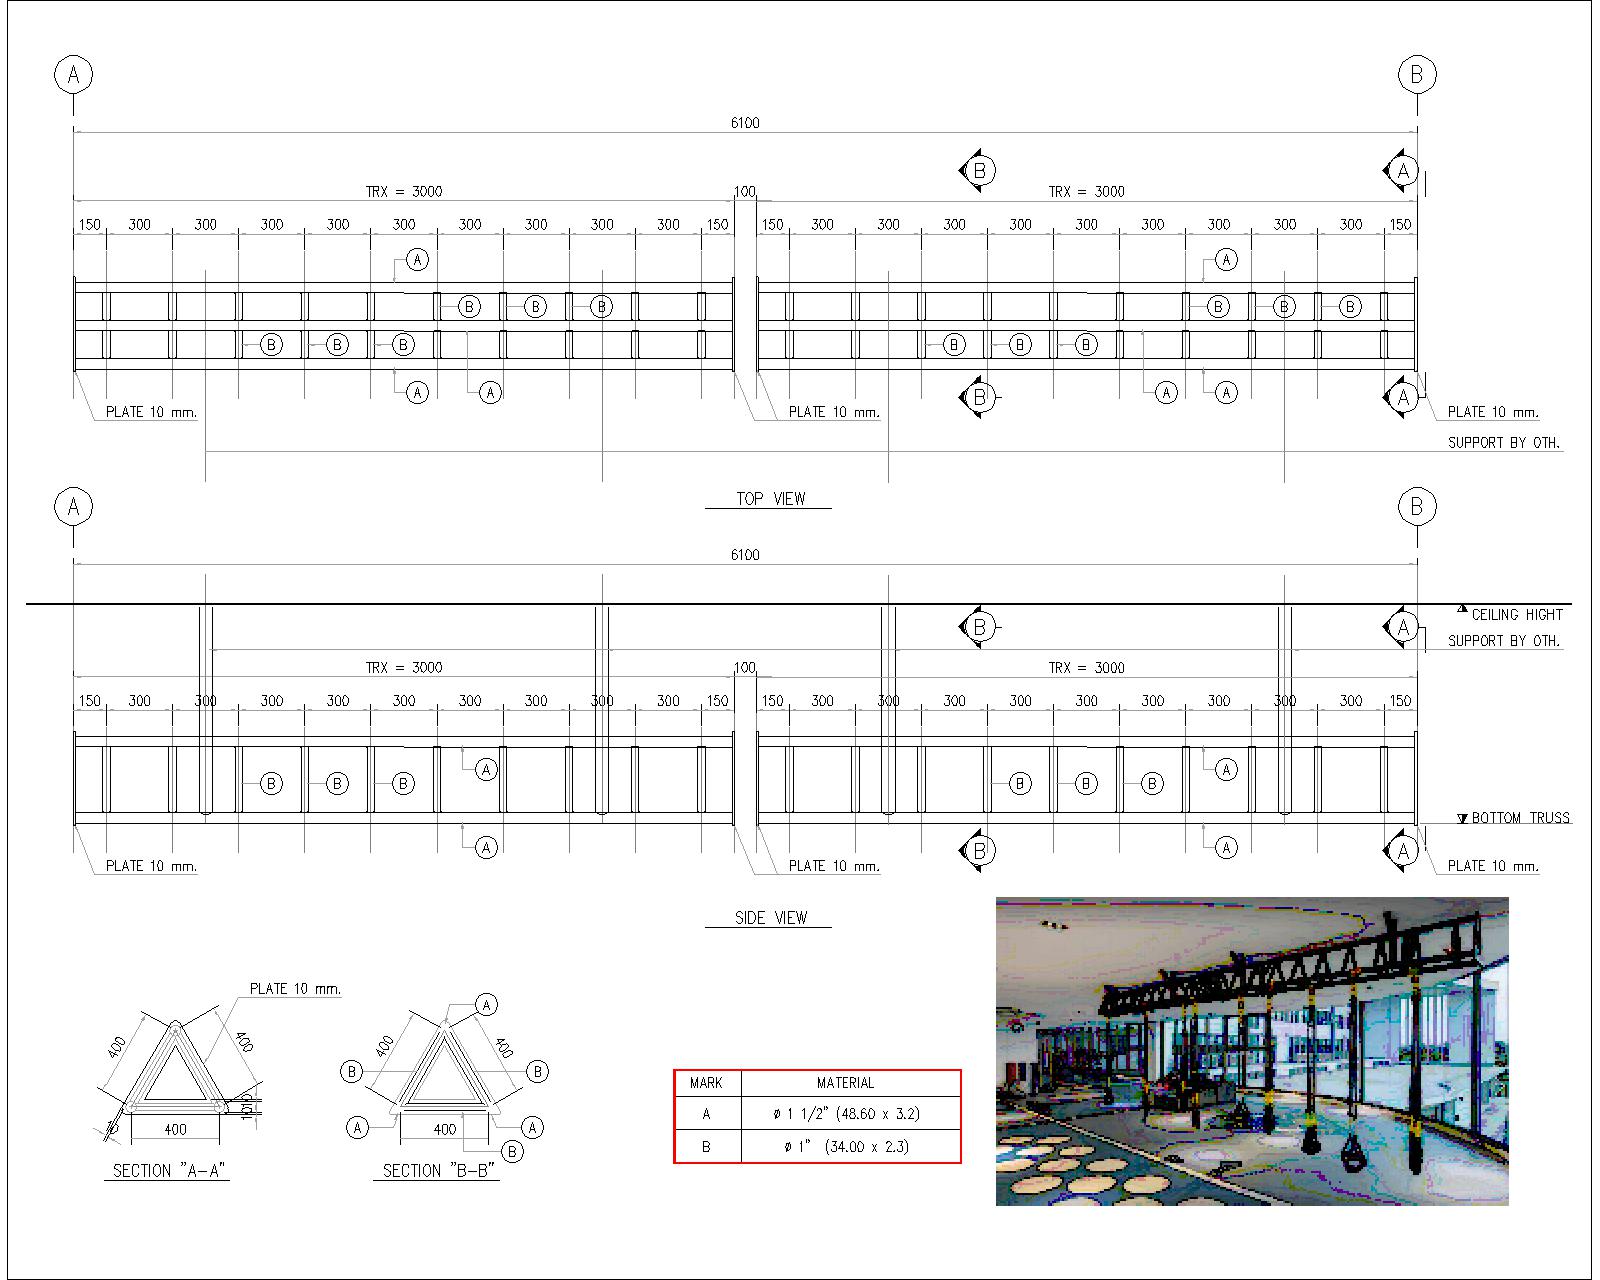 A B
6100
B A
TRX = 3000 100 TRX = 3000
150 300 300 300 300 300 300 300 300 300 150 150 300 300 300 300 300 300 300 300 300 150
A A
B B B B B B
B B B B B B
A A B A A A
PLATE 10 mm. PLATE 10 mm. PLATE 10 mm.
SUPPORT BY OTH.
TOP VIEW
A B
6100
CEILING HIGHT
B A
SUPPORT BY OTH.
TRX = 3000 100 TRX = 3000
150 300 300 300 300 300 300 300 300 300 150 150 300 300 300 300 300 300 300 300 300 150
A A
B B B B B B
BOTTOM TRUSS
A B A A
PLATE 10 mm. PLATE 10 mm. PLATE 10 mm.
SIDE VIEW
PLATE 10 mm.
400 400
400
SECTION "A-A"
A
400 400
B B
A A
400
B
SECTION "B-B"
MARK MATERIAL
A ø 1 1/2" (48.60 x 3.2)
B ø 1" (34.00 x 2.3)